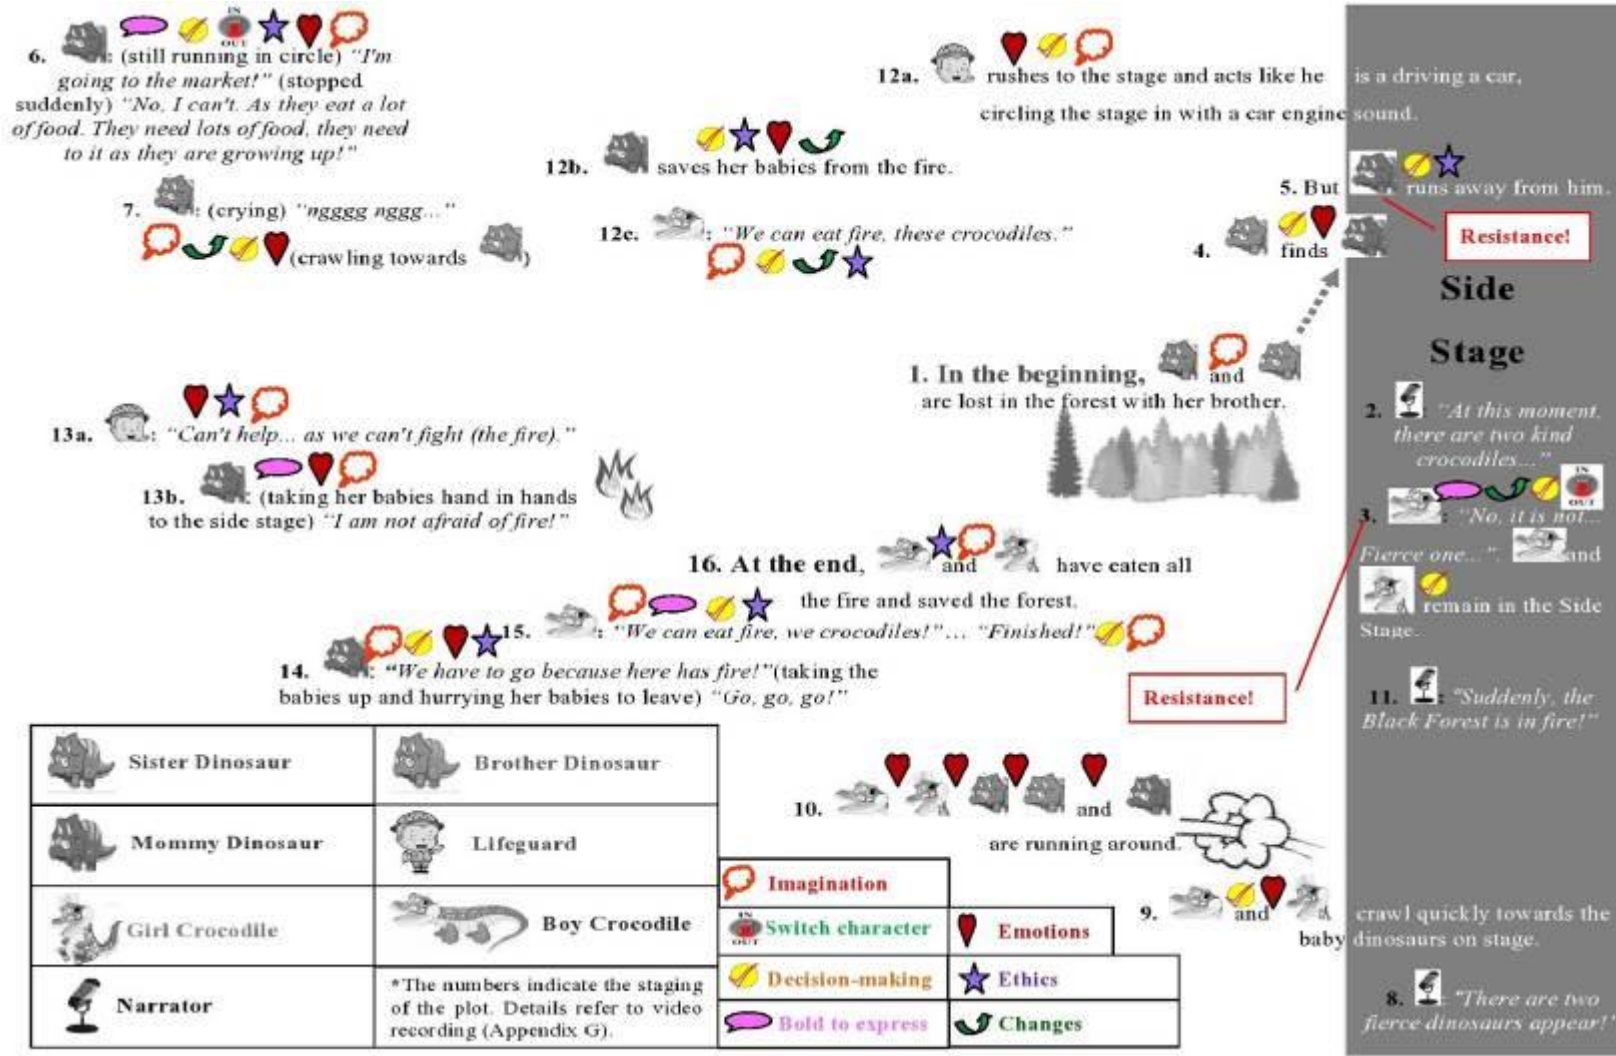 IN
OUT
6. : (still running in circle) "I'm
going to the market!" (stopped
suddenly) "No, I can't. As they eat a lot
of food. They need lots of food, they need
to it as they are growing up!"
7. : (crying) "ngggg nggg..."
(crawling towards )
12a. rushes to the stage and acts like he is a driving a car,
circling the stage in with a car engine sound.
12b. saves her babies from the fire.
12c. : "We can eat fire, these crocodiles."
5. But runs away from him.
Resistance!
4. finds
Side
Stage
1. In the beginning, and
are lost in the forest with her brother.
2. : "At this moment,
there are two kind
crocodiles..."
IN
OUT
3. : "No, it is not...
Fierce one...". and
remain in the Side
Stage.
13a. : "Can't help... as we can't fight (the fire)."
13b. : (taking her babies hand in hands
to the side stage) "I am not afraid of fire!"
16. At the end, and have eaten all
the fire and saved the forest.
15. : "We can eat fire, we crocodiles!"... "Finished!"
14. : "We have to go because here has fire!"(taking the
babies up and hurrying her babies to leave) "Go, go, go!"
Resistance!
11. : "Suddenly, the
Black Forest is in fire!"
10. and
are running around.
9. and crawl quickly towards the
baby dinosaurs on stage.
8. : "There are two
fierce dinosaurs appear!"
Sister Dinosaur
Brother Dinosaur
Mommy Dinosaur
Lifeguard
Girl Crocodile
Boy Crocodile
Narrator
*The numbers indicate the staging
of the plot. Details refer to video
recording (Appendix G).
Imagination
IN
OUT
Switch character
Emotions
Decision-making
Ethics
Bold to express
Changes